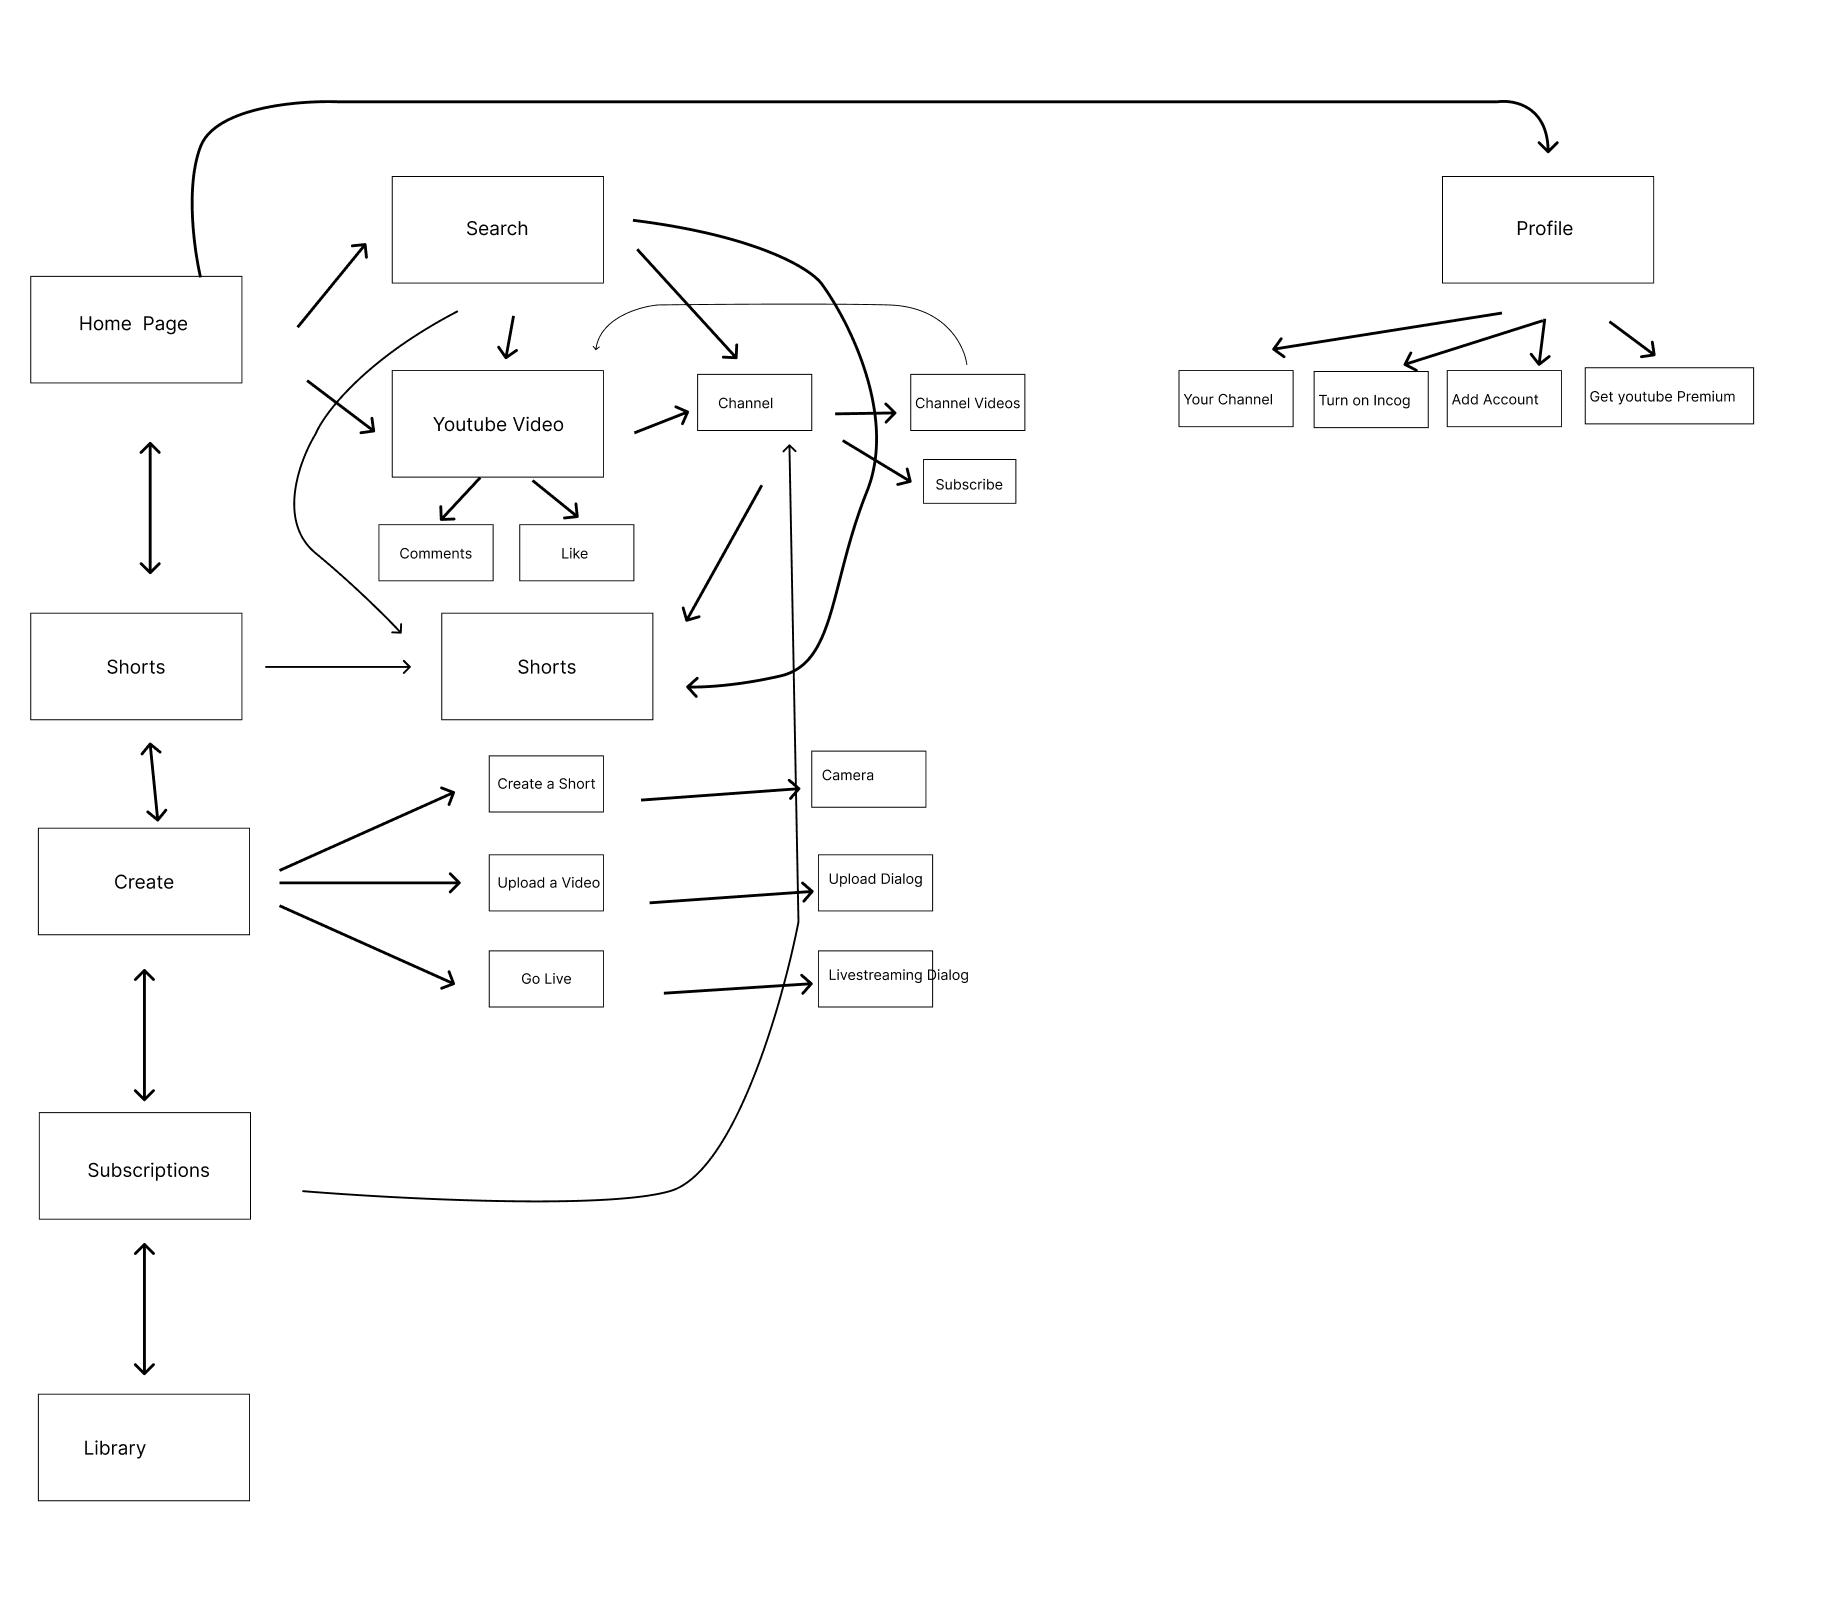 Search
Profile
Home  Page
Youtube Video
Channel
Channel Videos
Your Channel
Turn on Incog
Add Account
Get youtube Premium
Subscribe
Comments
Like
Shorts
Shorts
Create a Short
Camera
Create
Upload a Video
Upload Dialog
Go Live
Livestreaming Dialog
Subscriptions
Library